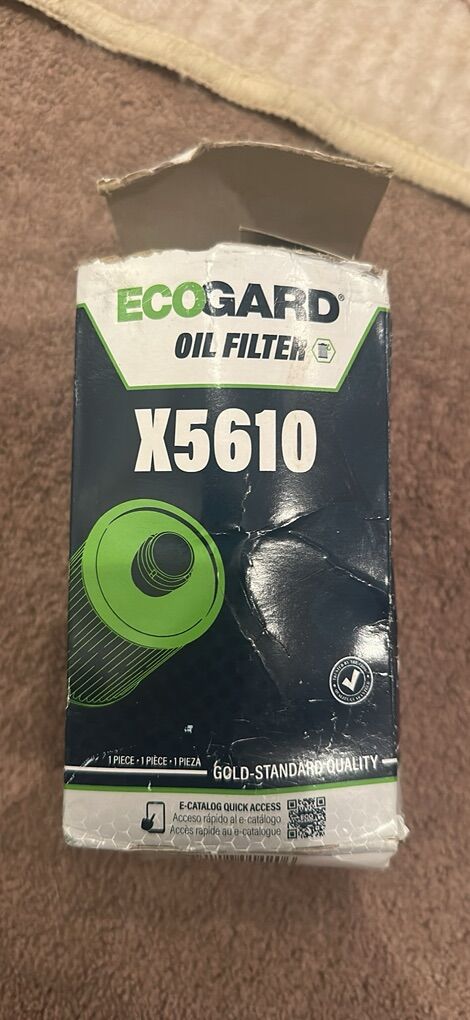 ECOGARD®
OIL FILTER
X5610
1 PIECE • 1 PIÈCE • 1 PIEZA
GOLD-STANDARD QUALITY
E-CATALOG QUICK ACCESS
Acceso rápido al e-catálogo
Accès rapide au e-catalogue